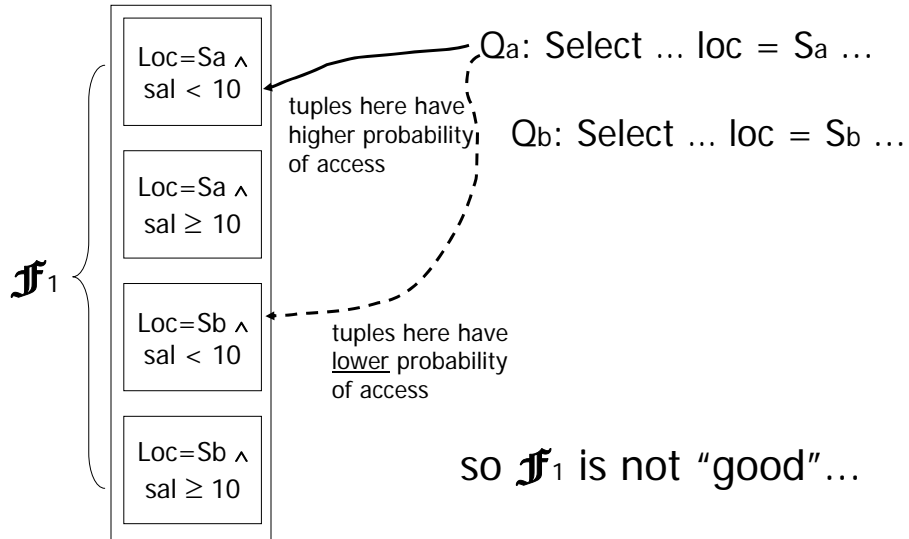 Loc=Sa ∧
sal < 10
Loc=Sa ∧
sal ≥ 10
Loc=Sb ∧
sal < 10
Loc=Sb ∧
sal ≥ 10
𝕱1
Qa: Select ... loc = Sa ...
tuples here have
higher probability
of access
Qb: Select ... loc = Sb ...
tuples here have
lower probability
of access
so 𝕱1 is not “good”...